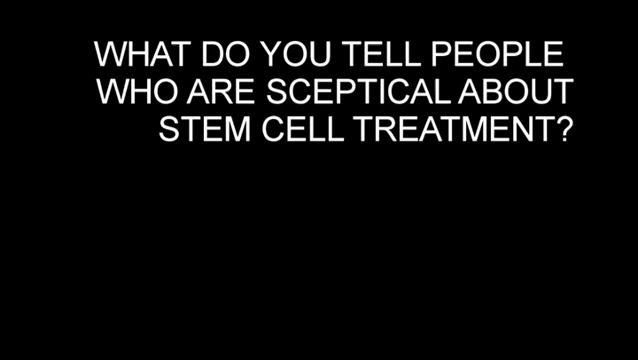 WHAT DO YOU TELL PEOPLE
WHO ARE SCEPTICAL ABOUT
STEM CELL TREATMENT?